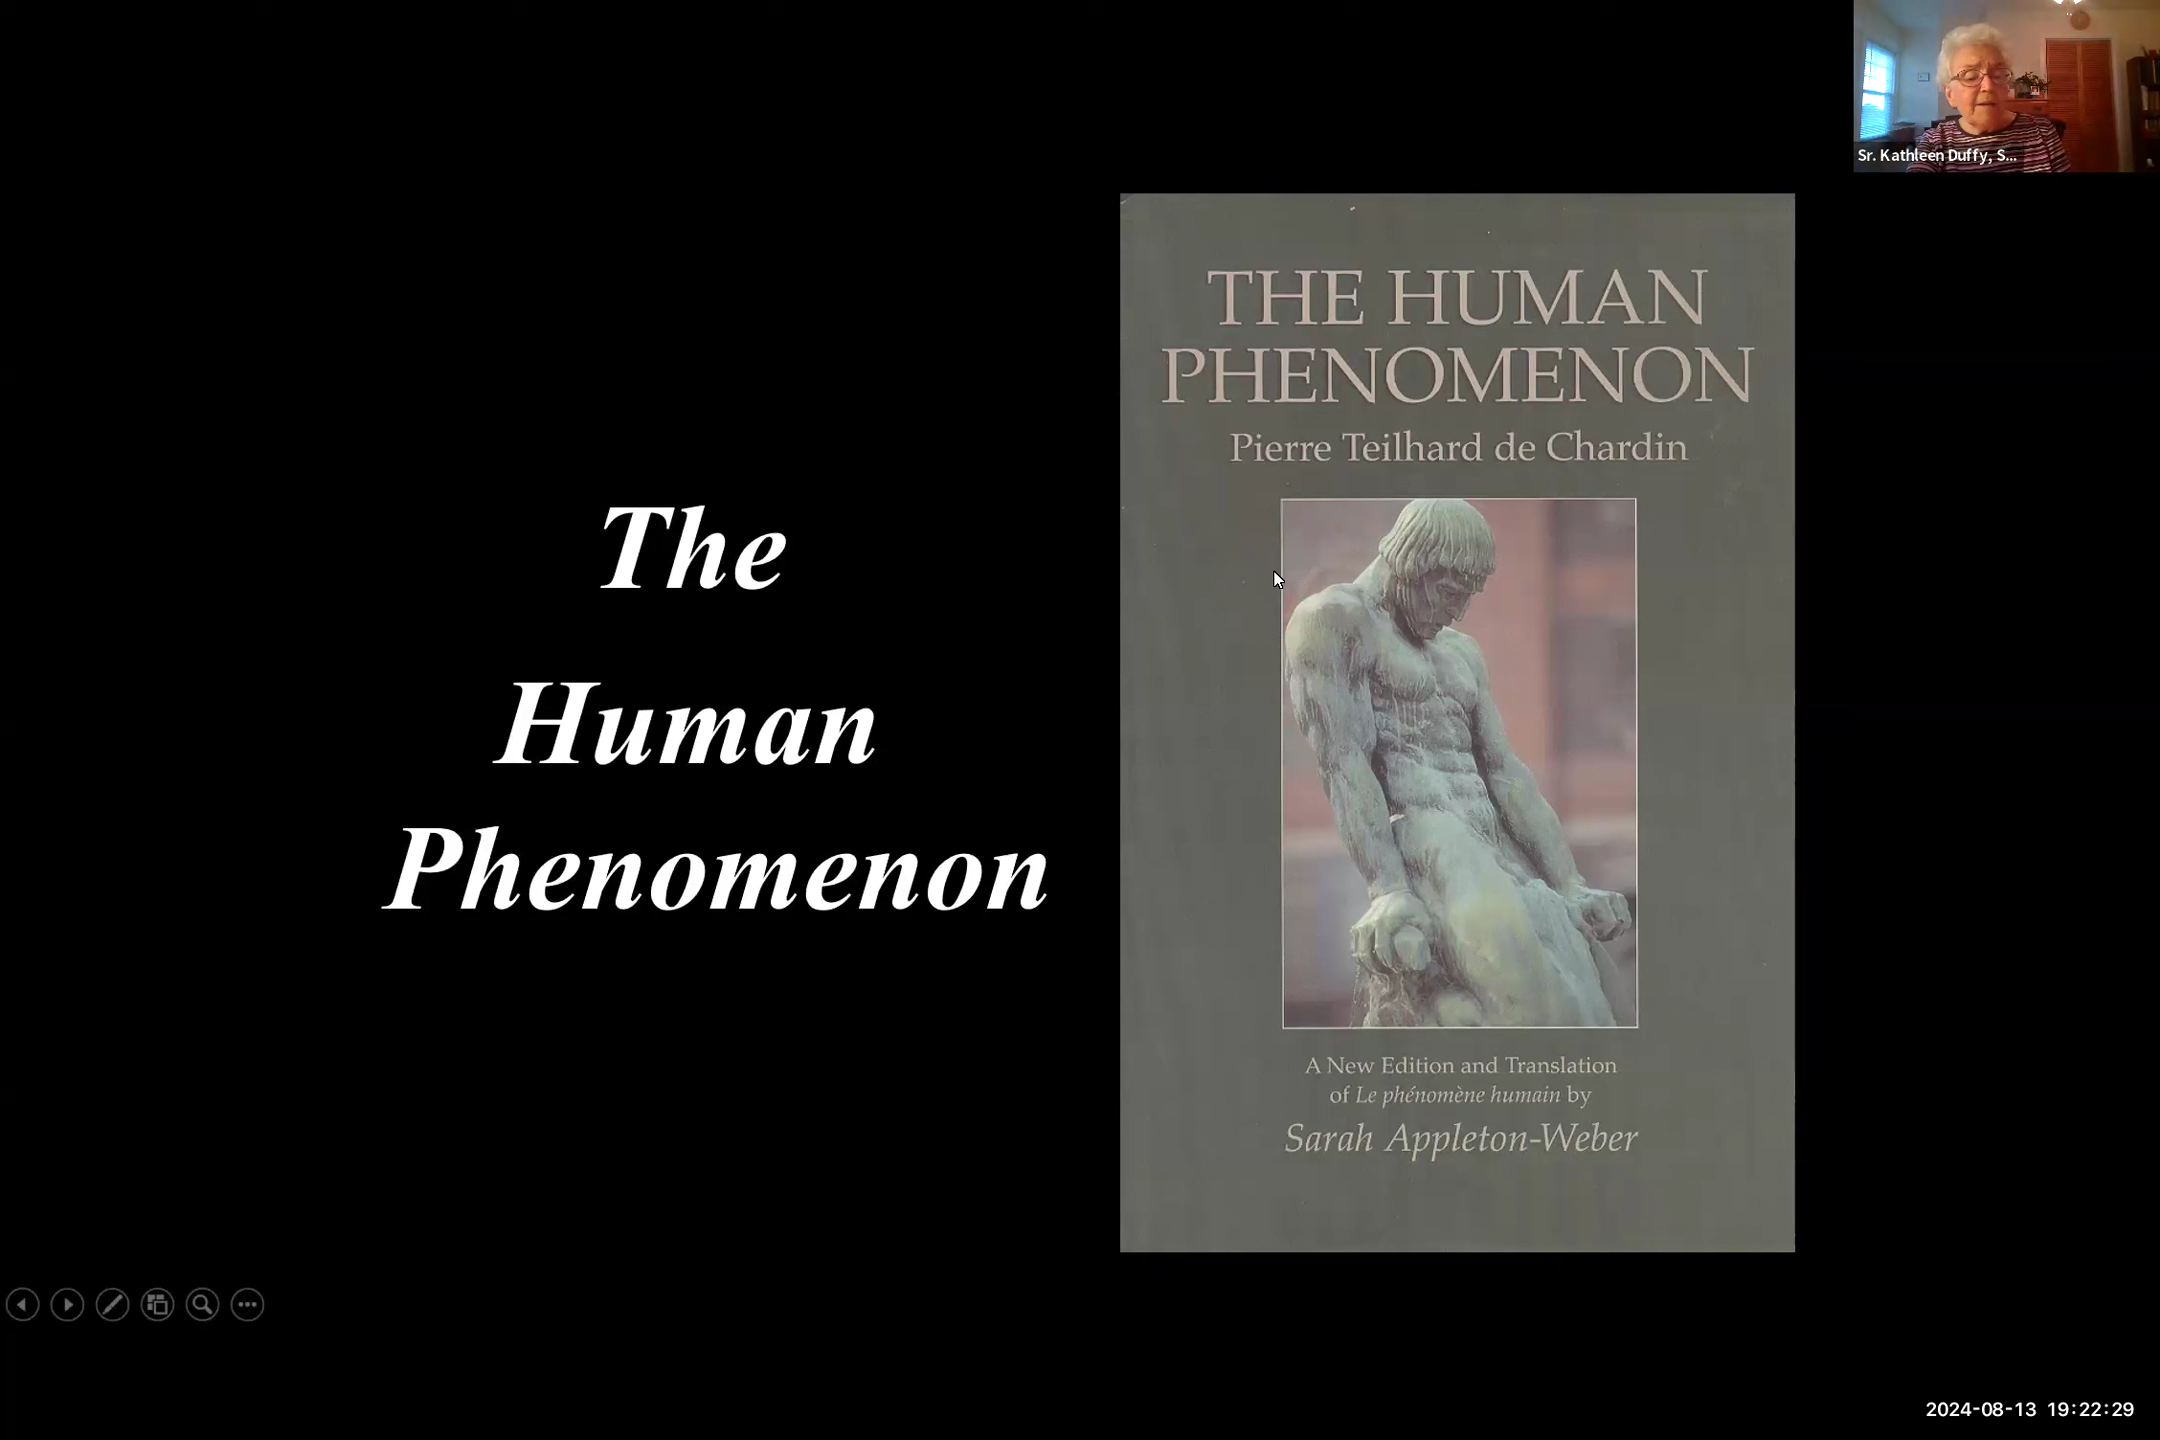 Sr. Kathleen Duffy, S...
THE HUMAN
PHENOMENON
Pierre Teilhard de Chardin
The
Human
Phenomenon
A New Edition and Translation
of Le phénomène humain by
Sarah Appleton-Weber
2024-08-13 19:22:29